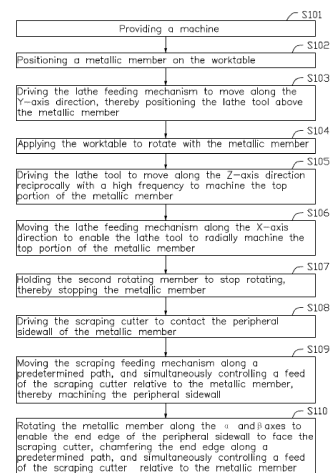 S101
Providing a machine
S102
Positioning a metallic member on the worktable
S103
Driving the lathe feeding mechanism to move along the
Y-axis direction, thereby positioning the lathe tool above
the metallic member
S104
Applying the worktable to rotate with the metallic member
S105
Driving the lathe tool to move along the Z-axis direction
reciprocally with a high frequency to machine the top
portion of the metallic member
S106
Moving the lathe feeding mechanism along the X-axis
direction to enable the lathe tool to radially machine the
top portion of the metallic member
S107
Holding the second rotating member to stop rotating,
thereby stopping the metallic member
S108
Driving the scraping cutter to contact the peripheral
sidewall of the metallic member
S109
Moving the scraping feeding mechanism along a
predetermined path, and simultaneously controlling a feed
of the scraping cutter relative to the metallic member,
thereby machining the peripheral sidewall
S110
Rotating the metallic member along the α and β axes to
enable the end edge of the peripheral sidewall to face the
scraping cutter, chamfering the end edge along a
predetermined path, and simultaneously controlling a feed
of the scraping cutter relative to the metallic member